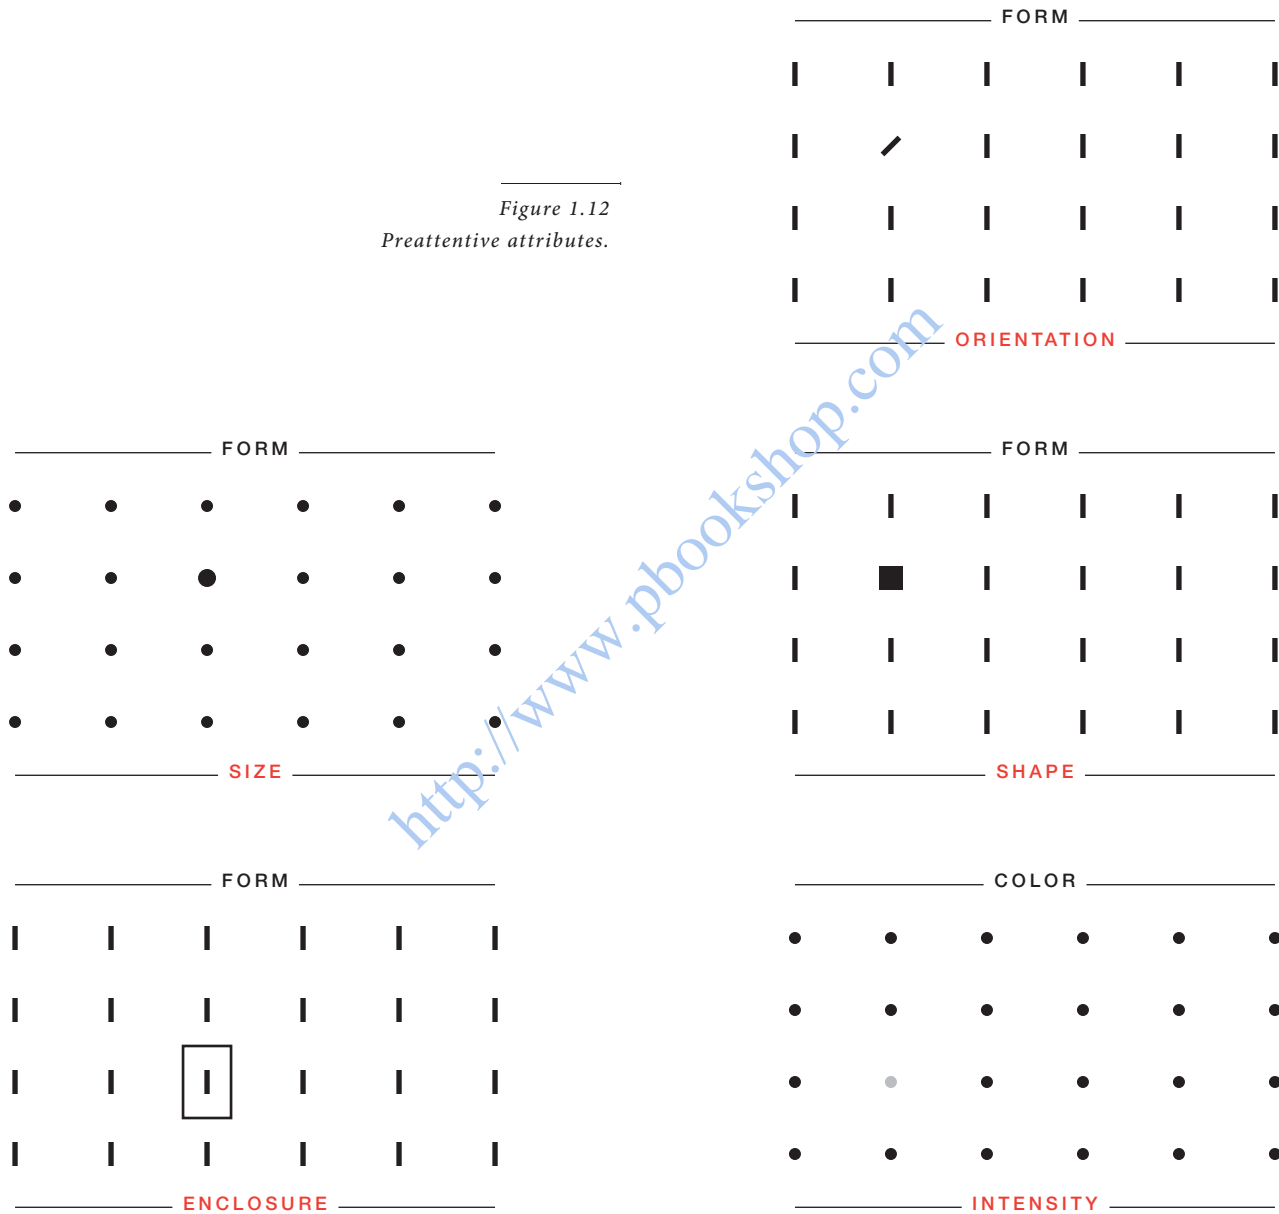 FORM
Figure 1.12
Preattentive attributes.
ORIENTATION
FORM
FORM
SIZE
SHAPE
http://www.pbookshop.com
FORM
COLOR
ENCLOSURE
INTENSITY